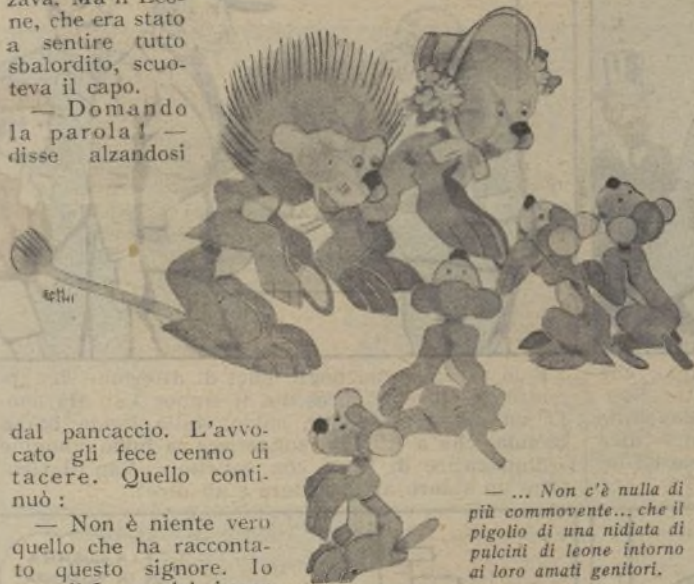 zava. Ma il Leo-
ne, che era stato
a sentire tutto
sbalordito, scuo-
teva il capo.
— Domando
la parola! —
disse alzandosi
dal pancaccio. L'avvo-
cato gli fece cenno di
tacere. Quello conti-
nuò :
— Non è niente vero
quello che ha racconta-
to questo signore. Io
— ... Non c'è nulla di
più commovente... che il
pigolio di una nidiata di
pulcini di leone intorno
ai loro amati genitori.